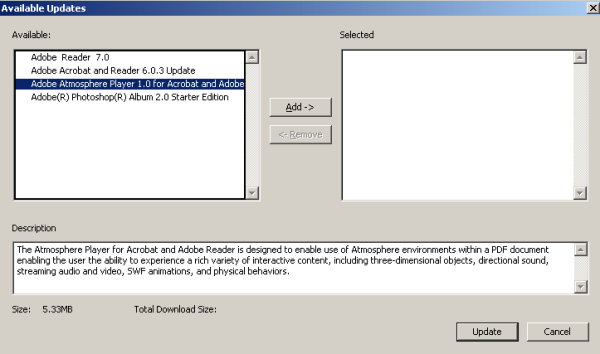 Available Updates
Available:
Selected
Adobe Reader 7.0
Adobe Acrobat and Reader 6.0.3 Update
Adobe Atmosphere Player 1.0 for Acrobat and Adobe
Adobe(R) Photoshop(R) Album 2.0 Starter Edition
Add ->
<- Remove
Description
The Atmosphere Player for Acrobat and Adobe Reader is designed to enable use of Atmosphere environments within a PDF document
enabling the user the ability to experience a rich variety of interactive content, including three-dimensional objects, directional sound,
streaming audio and video, SWF animations, and physical behaviors.
Size: 5.33MB Total Download Size:
Update Cancel